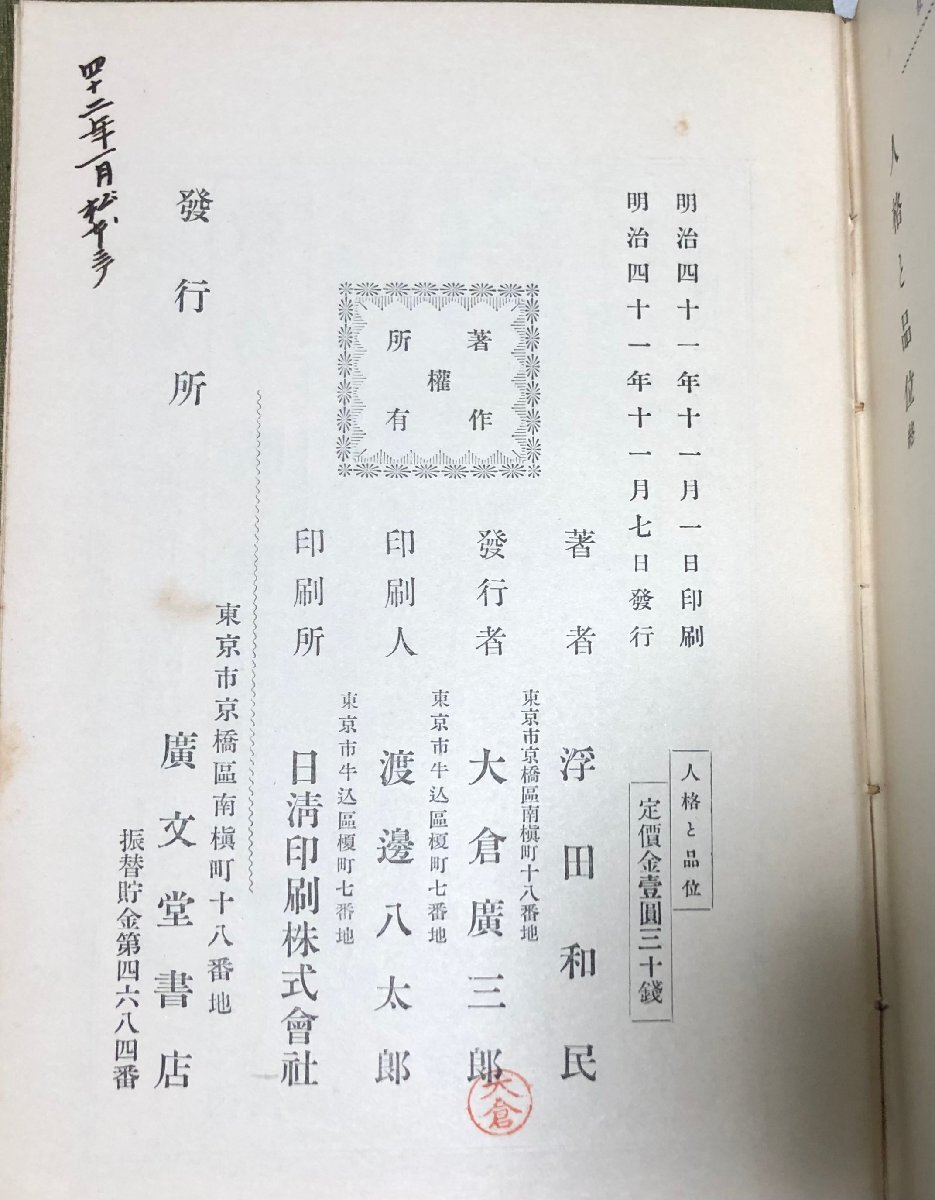 人格と品位終
明治四十一年十一月一日印刷
明治四十一年十一月七日發行
人格と品位
定價金壹圓三十錢
著作
權
所有
著者 浮田和民
東京市京橋區南槇町十八番地
發行者 大倉廣三郎
大倉
東京市牛込區榎町七番地
印刷人 渡邊八太郎
東京市牛込區榎町七番地
印刷所 日淸印刷株式會社
東京市京橋區南槇町十八番地
發行所 廣文堂書店
振替貯金第四六八四番
四十二年一月